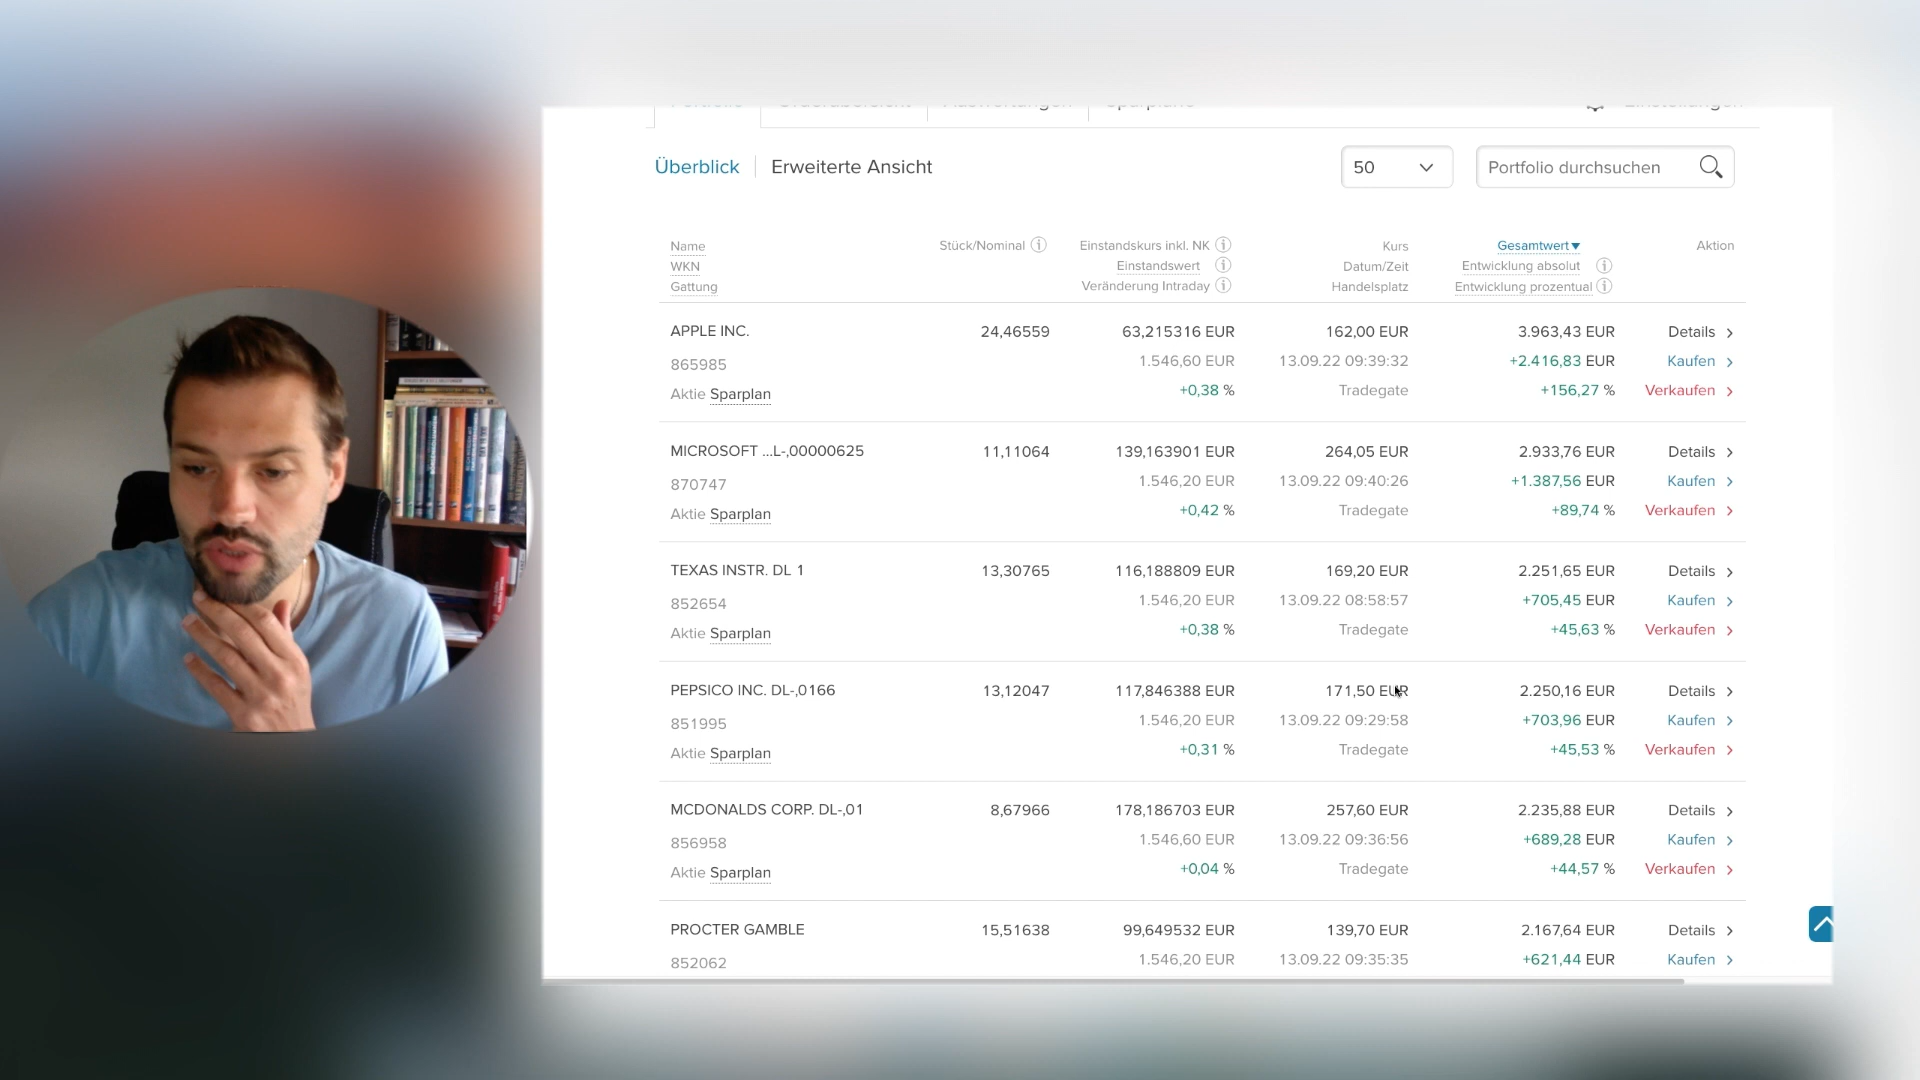 Überblick Erweiterte Ansicht 50 Portfolio durchsuchen
Name Stück/Nominal Einstandskurs inkl. NK Kurs Gesamtwert Aktion
WKN Einstandswert Datum/Zeit Entwicklung absolut
Gattung Veränderung Intraday Handelsplatz Entwicklung prozentual
APPLE INC. 24,46559 63,215316 EUR 162,00 EUR 3.963,43 EUR Details
865985 1.546,60 EUR 13.09.22 09:39:32 +2.416,83 EUR Kaufen
Aktie Sparplan +0,38 % Tradegate +156,27 % Verkaufen
MICROSOFT ...L-,00000625 11,11064 139,163901 EUR 264,05 EUR 2.933,76 EUR Details
870747 1.546,20 EUR 13.09.22 09:40:26 +1.387,56 EUR Kaufen
Aktie Sparplan +0,42 % Tradegate +89,74 % Verkaufen
TEXAS INSTR. DL 1 13,30765 116,188809 EUR 169,20 EUR 2.251,65 EUR Details
852654 1.546,20 EUR 13.09.22 08:58:57 +705,45 EUR Kaufen
Aktie Sparplan +0,38 % Tradegate +45,63 % Verkaufen
PEPSICO INC. DL-,0166 13,12047 117,846388 EUR 171,50 EUR 2.250,16 EUR Details
851995 1.546,20 EUR 13.09.22 09:29:58 +703,96 EUR Kaufen
Aktie Sparplan +0,31 % Tradegate +45,53 % Verkaufen
MCDONALDS CORP. DL-,01 8,67966 178,186703 EUR 257,60 EUR 2.235,88 EUR Details
856958 1.546,60 EUR 13.09.22 09:36:56 +689,28 EUR Kaufen
Aktie Sparplan +0,04 % Tradegate +44,57 % Verkaufen
PROCTER GAMBLE 15,51638 99,649532 EUR 139,70 EUR 2.167,64 EUR Details
852062 1.546,20 EUR 13.09.22 09:35:35 +621,44 EUR Kaufen